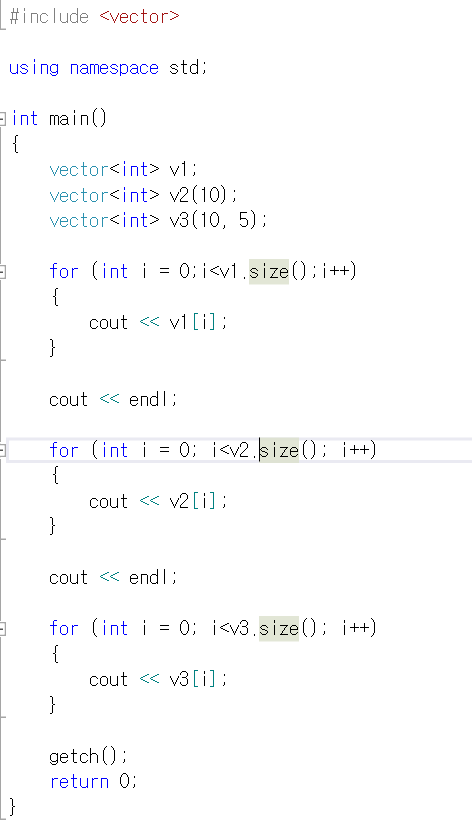 #include <vector>
using namespace std;
int main()
{
vector<int> v1;
vector<int> v2(10);
vector<int> v3(10, 5);
for (int i = 0;i<v1.size();i++)
{
cout << v1[i];
}
cout << endl;
for (int i = 0; i<v2.size(); i++)
{
cout << v2[i];
}
cout << endl;
for (int i = 0; i<v3.size(); i++)
{
cout << v3[i];
}
getch();
return 0;
}